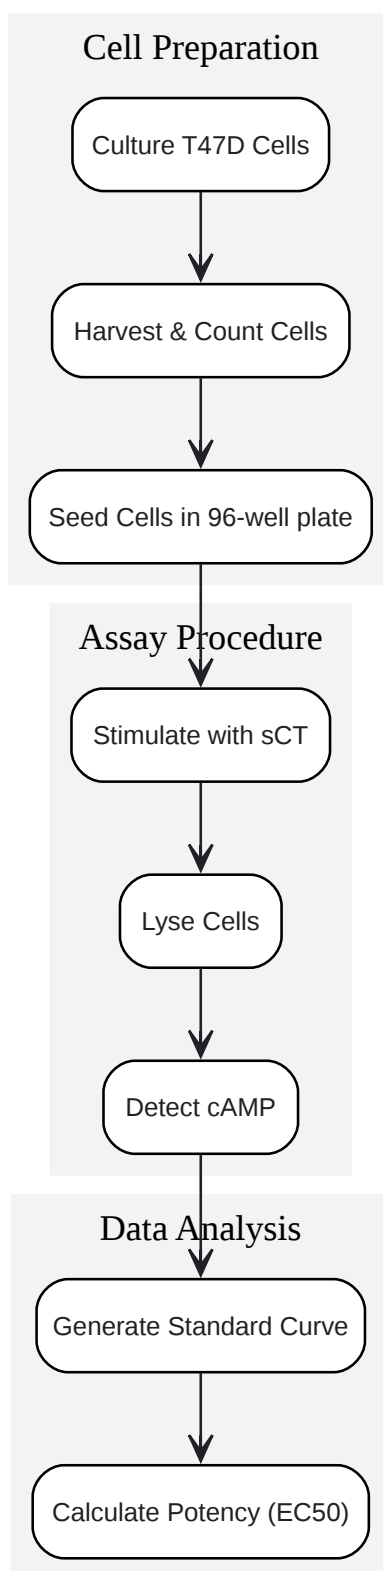 Cell Preparation
Culture T47D Cells
Harvest & Count Cells
Seed Cells in 96-well plate
Assay Procedure
Stimulate with sCT
Lyse Cells
Detect cAMP
Data Analysis
Generate Standard Curve
Calculate Potency (EC50)